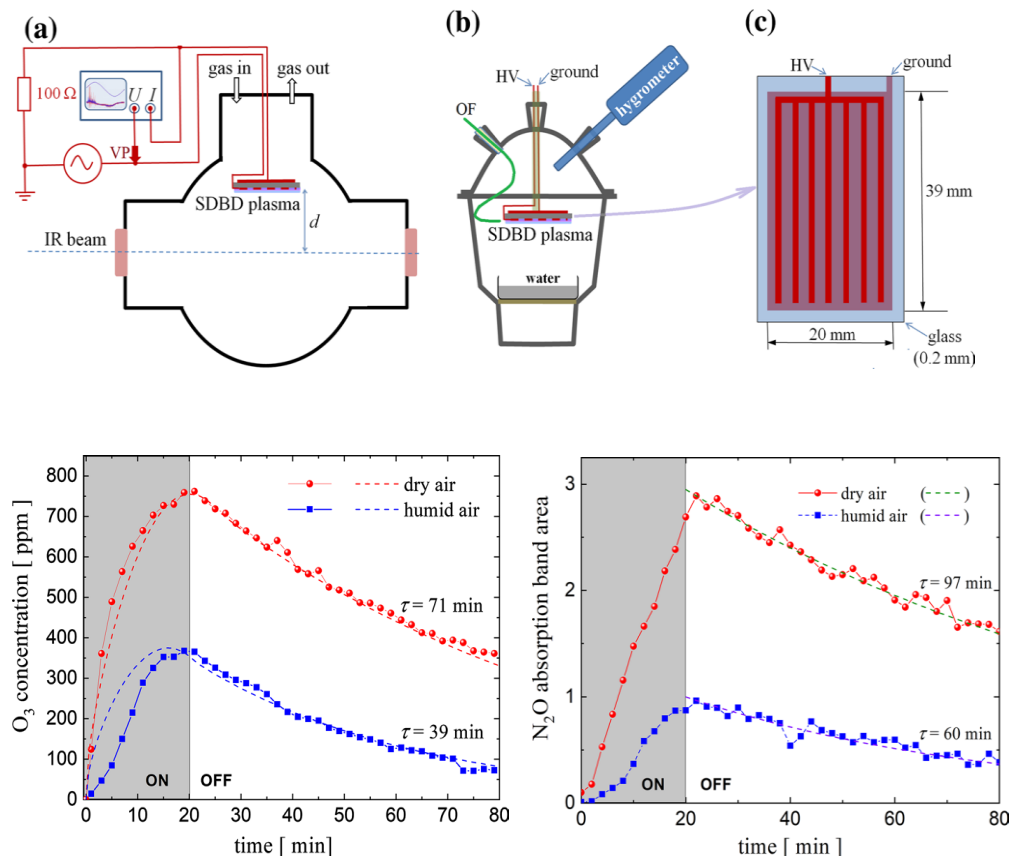 (a)
gas in
gas out
100 Ω
U I
VP
SDBD plasma
d
IR beam
(b)
HV
ground
OF
hygrometer
SDBD plasma
water
(c)
HV
ground
39 mm
20 mm
glass
(0.2 mm)
O3 concentration [ ppm]
800
700
600
500
400
300
200
100
0
dry air
humid air
τ = 71 min
τ = 39 min
ON OFF
0 20 40 60 80
time [ min]
N2O absorption band area
3
2
1
0
dry air ( )
humid air ( )
τ = 97 min
τ = 60 min
ON OFF
0 20 40 60 80
time [ min ]